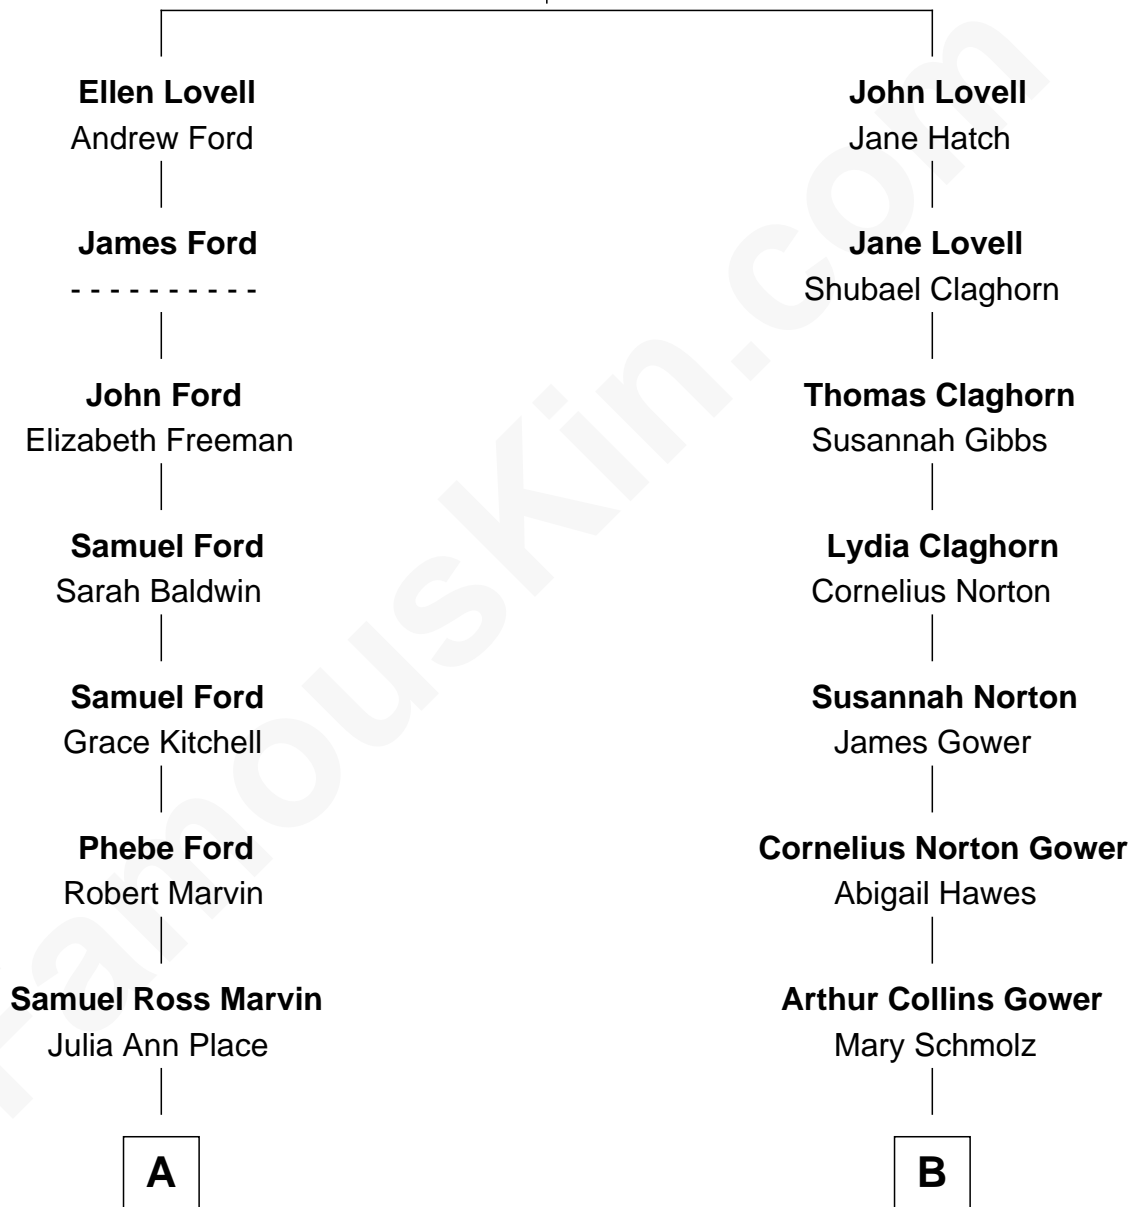 Ellen Lovell
Andrew Ford
James Ford
- - - - - - - - - -
John Ford
Elizabeth Freeman
Samuel Ford
Sarah Baldwin
Samuel Ford
Grace Kitchell
Phebe Ford
Robert Marvin
Samuel Ross Marvin
Julia Ann Place
A
John Lovell
Jane Hatch
Jane Lovell
Shubael Claghorn
Thomas Claghorn
Susannah Gibbs
Lydia Claghorn
Cornelius Norton
Susannah Norton
James Gower
Cornelius Norton Gower
Abigail Hawes
Arthur Collins Gower
Mary Schmolz
B
FamousKin.com